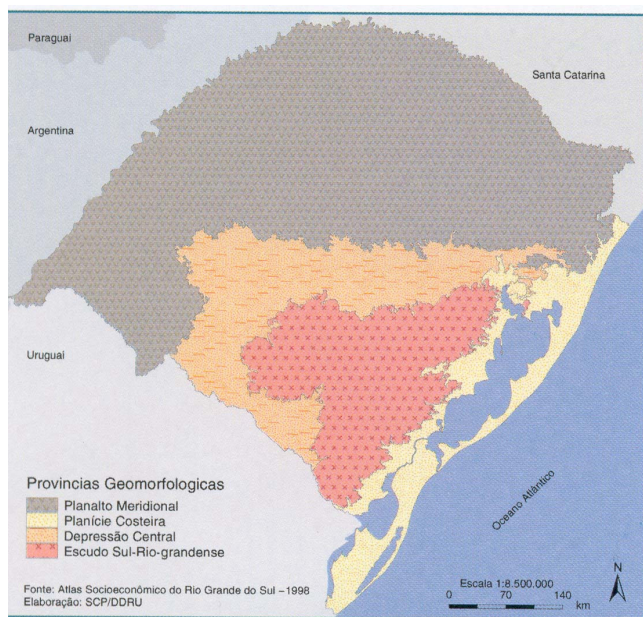 Paraguai
Santa Catarina
Argentina
Uruguai
Oceano Atlântico
Provincias Geomorfologicas
Planalto Meridional
Planície Costeira
Depressão Central
Escudo Sul-Rio-grandense
Fonte: Atlas Socioeconômico do Rio Grande do Sul – 1998
Elaboração: SCP/DDRU
Escala 1:8.500.000
0 70 140
km
N